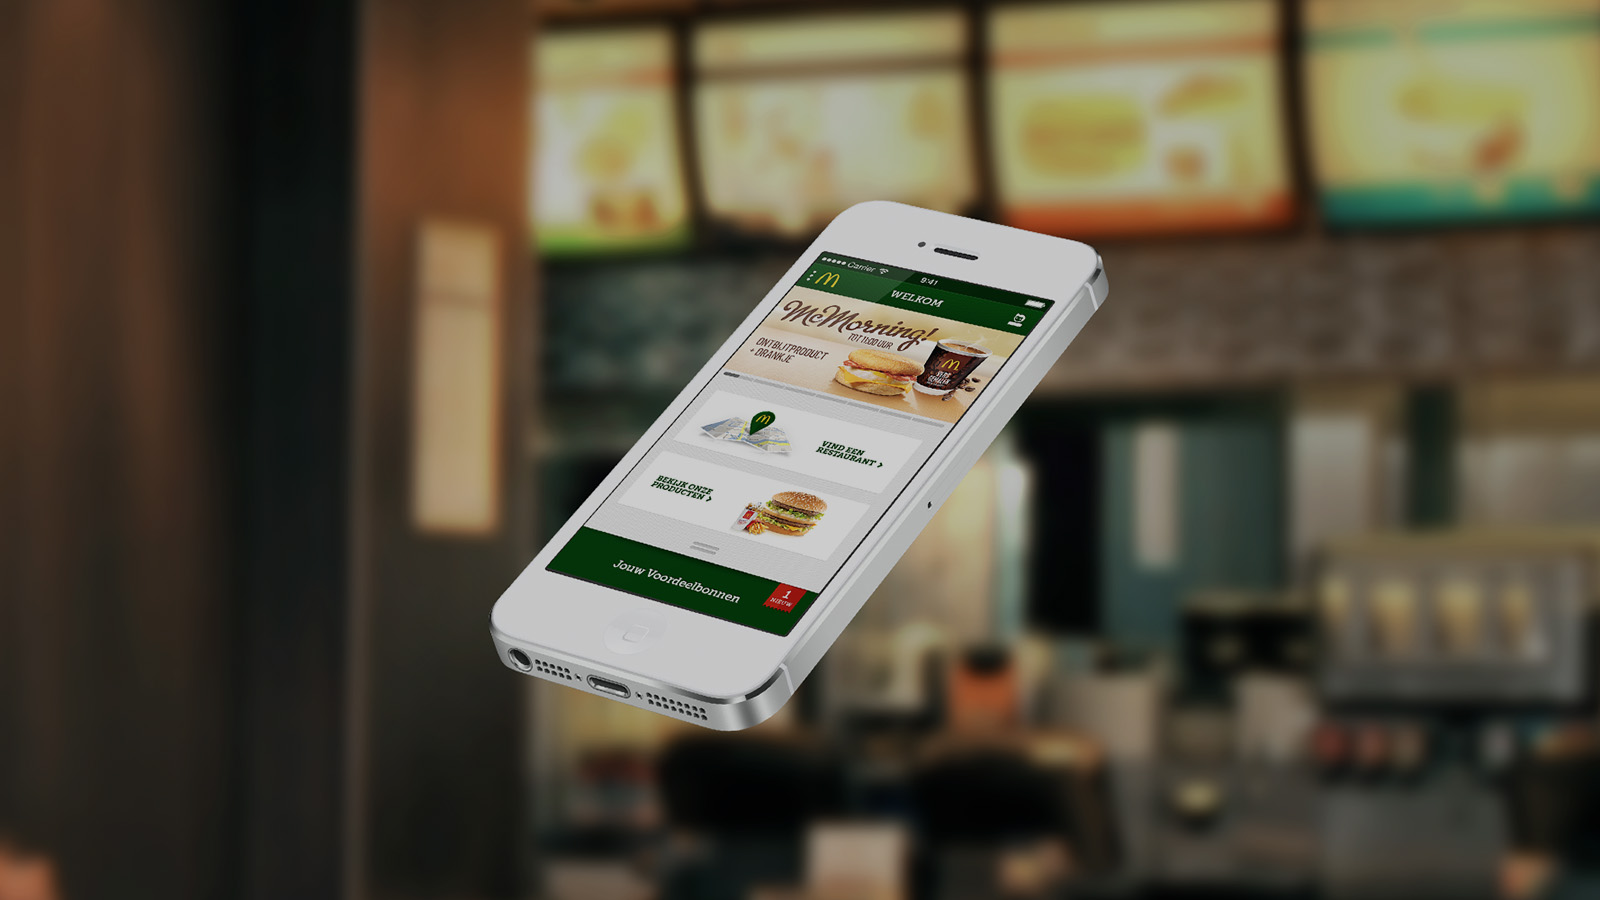 Carrier
9:41
WELKOM
McMorning!
TOT 11:00 UUR
ONTBIJTPRODUCT
+ DRANKJE
VIND EEN
RESTAURANT >
BEKIJK ONZE
PRODUCTEN >
Jouw Voordeelbonnen
1
NIEUW